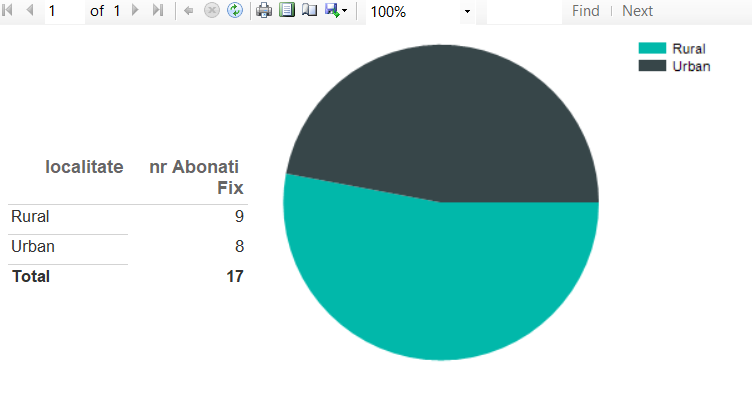 1 of 1 100% Find Next
Rural
Urban
localitate nr Abonati
Fix
Rural 9
Urban 8
Total 17